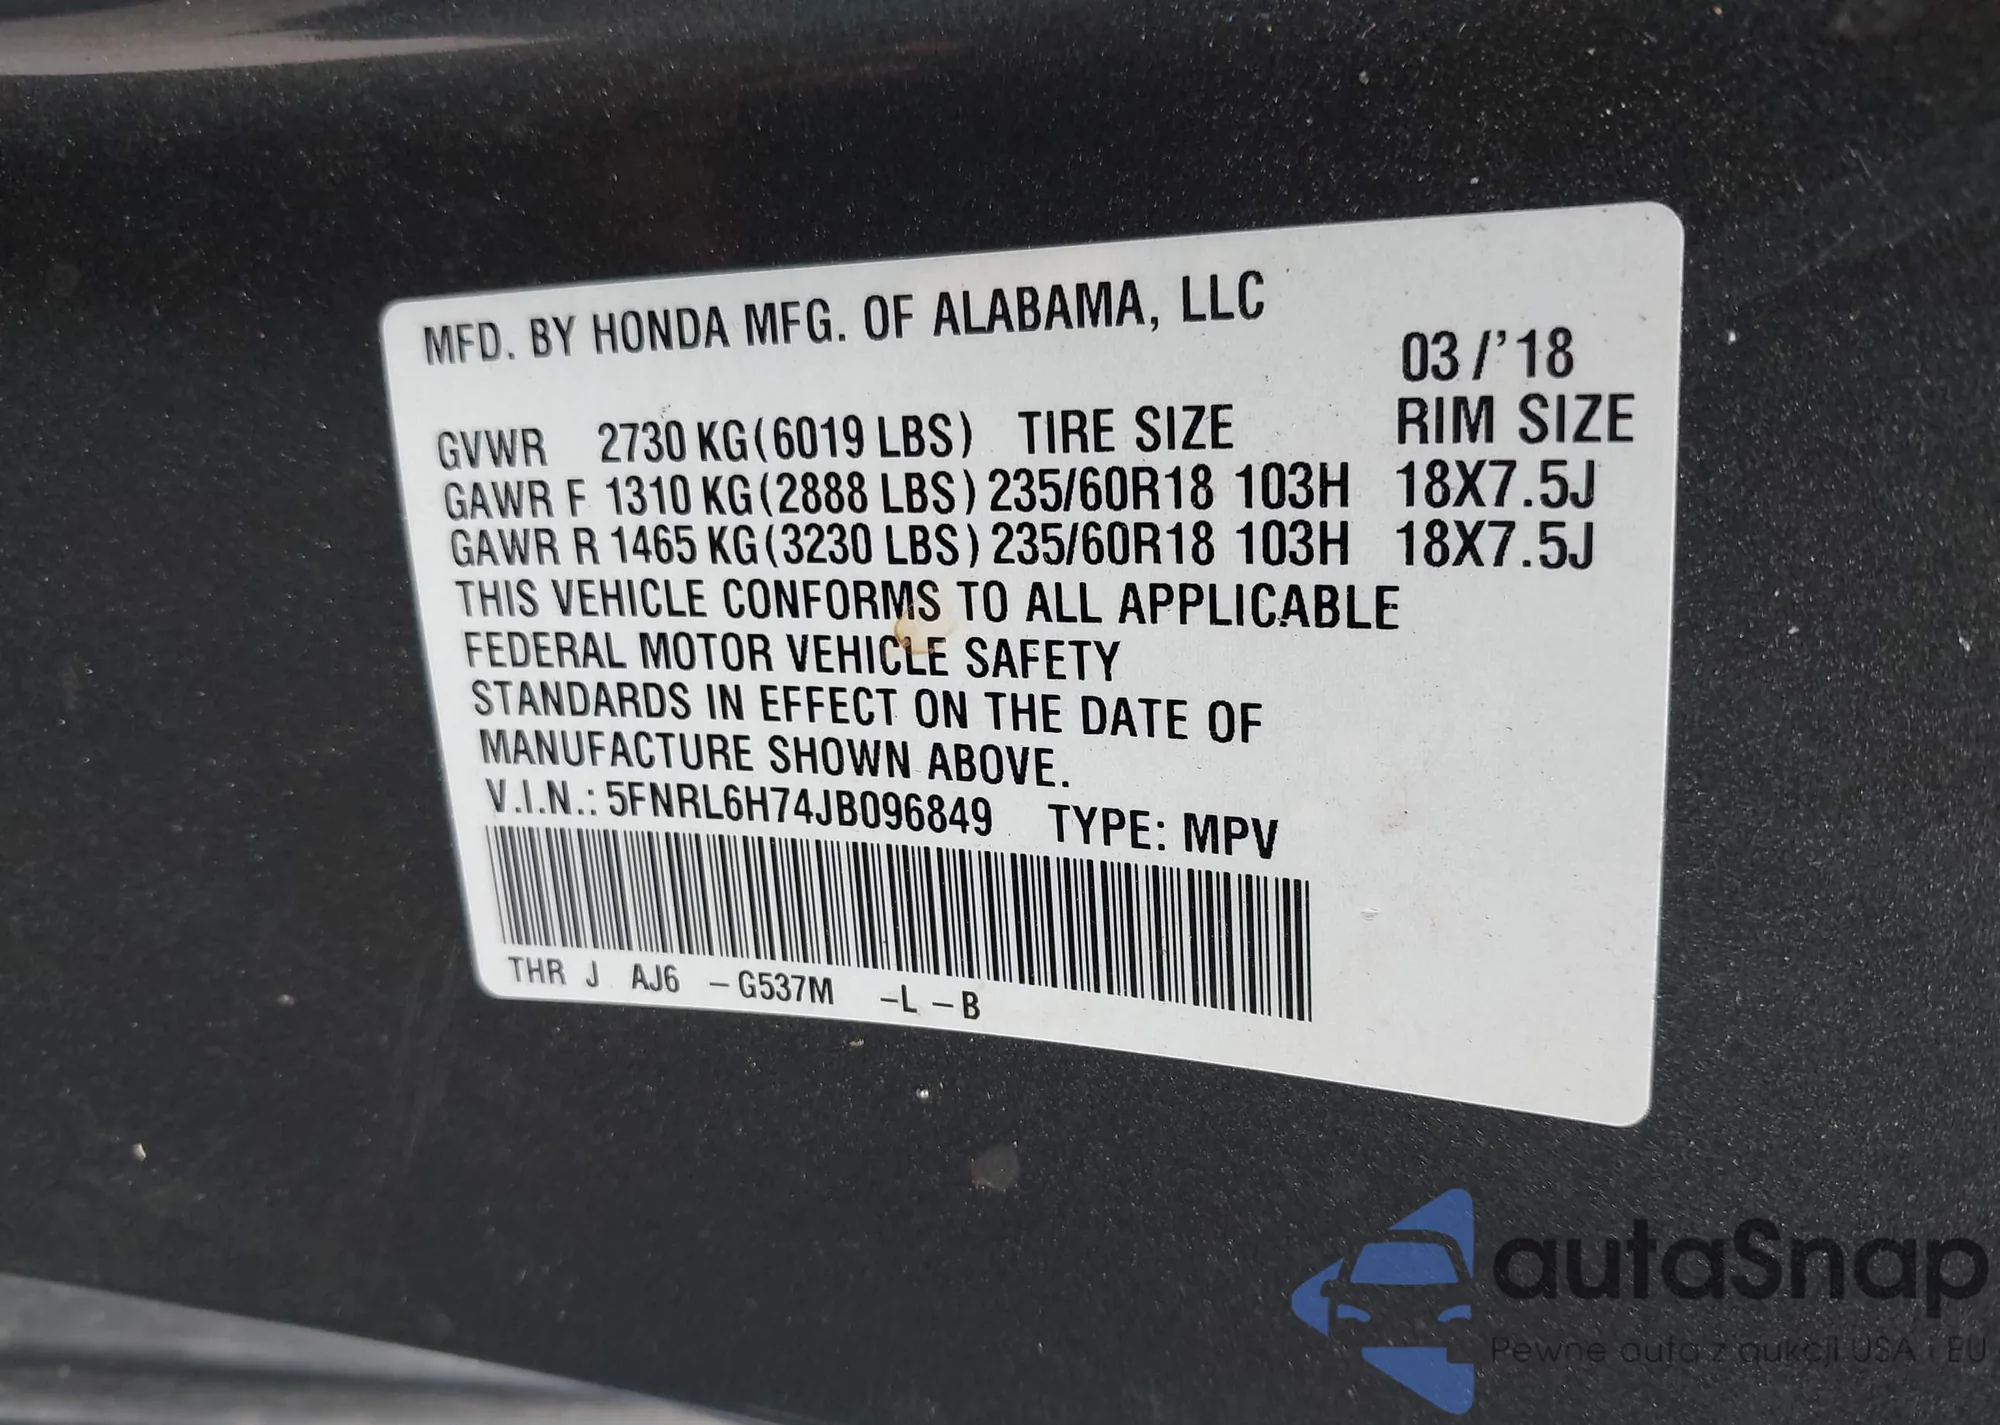 MFD. BY HONDA MFG. OF ALABAMA, LLC
03/'18
GVWR 2730 KG(6019 LBS) TIRE SIZE RIM SIZE
GAWR F 1310 KG(2888 LBS) 235/60R18 103H 18X7.5J
GAWR R 1465 KG(3230 LBS) 235/60R18 103H 18X7.5J
THIS VEHICLE CONFORMS TO ALL APPLICABLE
FEDERAL MOTOR VEHICLE SAFETY
STANDARDS IN EFFECT ON THE DATE OF
MANUFACTURE SHOWN ABOVE.
V.I.N.: 5FNRL6H74JB096849 TYPE: MPV
THR J AJ6 -G537M -L -B
autaSnap
Pewne auta z aukcji USA i EU